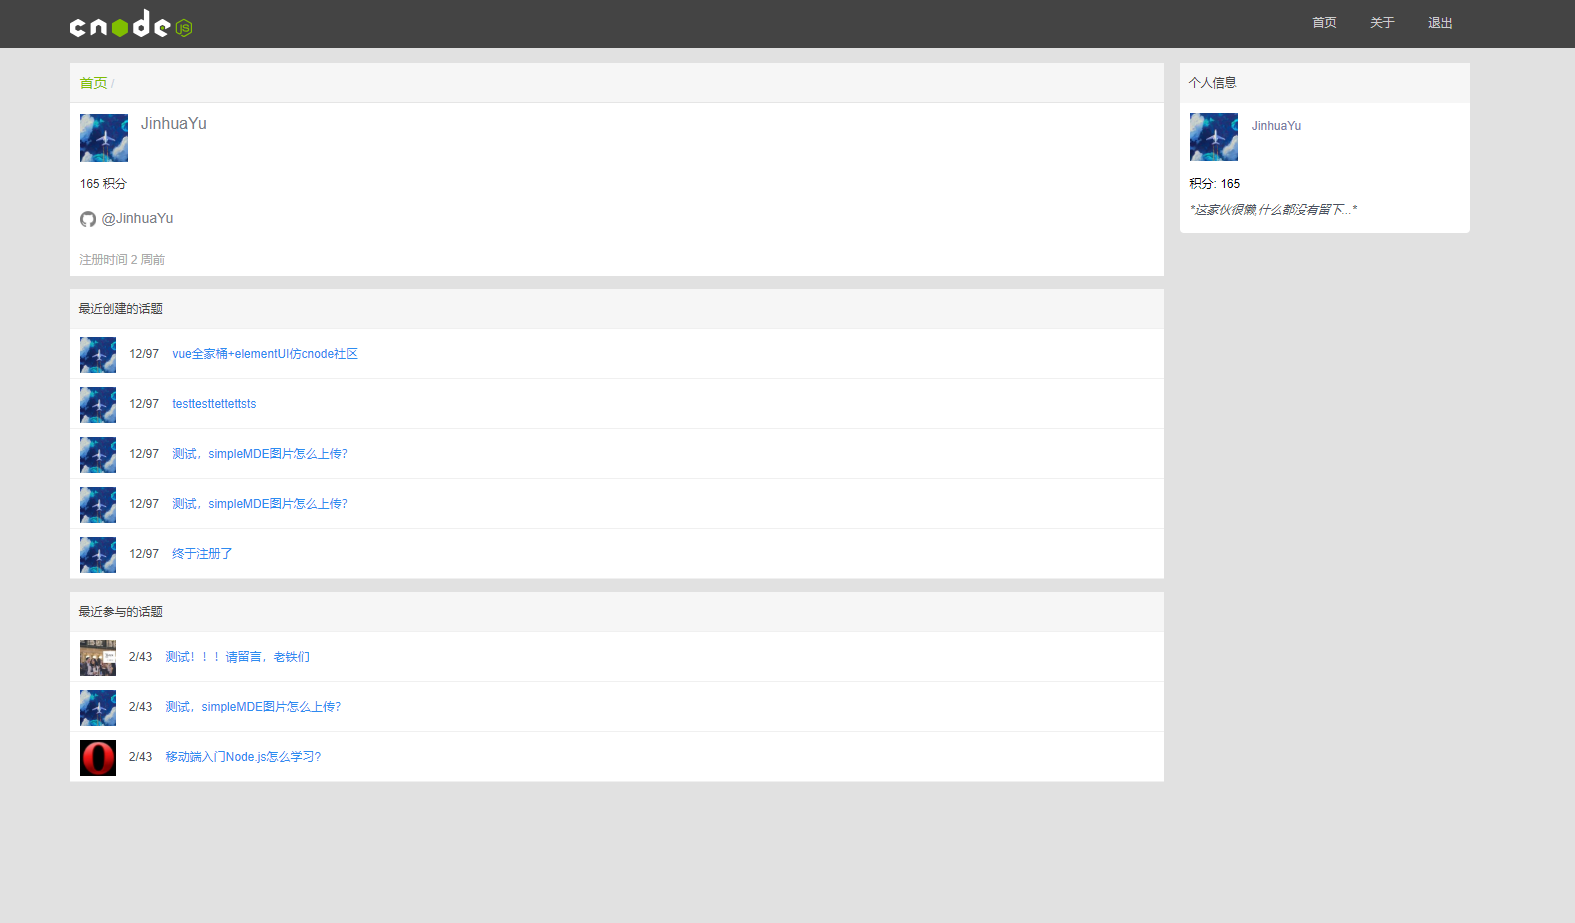 cnode JS
首页 关于 退出
首页 /
JinhuaYu
165 积分
@JinhuaYu
注册时间 2 周前
最近创建的话题
12/97 vue全家桶+elementUI仿cnode社区
12/97 testtesttettettsts
12/97 测试，simpleMDE图片怎么上传？
12/97 测试，simpleMDE图片怎么上传？
12/97 终于注册了
最近参与的话题
2/43 测试！！！请留言，老铁们
2/43 测试，simpleMDE图片怎么上传？
2/43 移动端入门Node.js怎么学习？
个人信息
JinhuaYu
积分: 165
"这家伙很懒,什么都没有留下..."